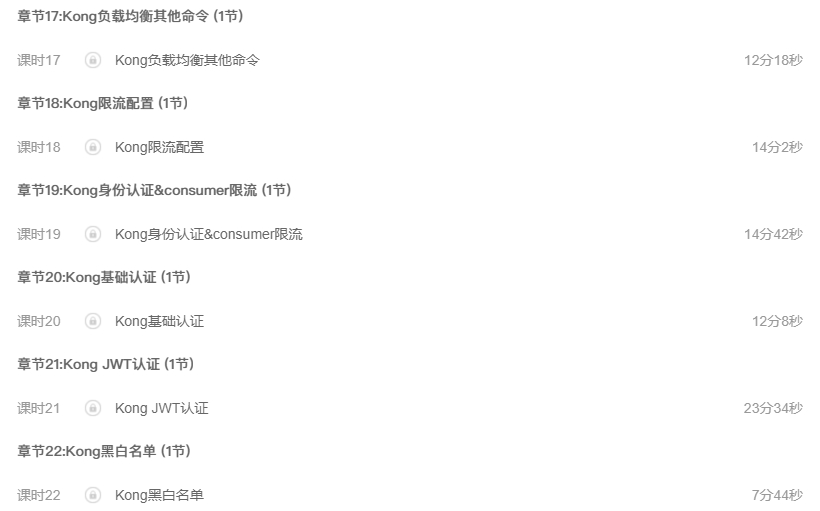 章节17:Kong负载均衡其他命令 (1节)
课时17 Kong负载均衡其他命令 12分18秒
章节18:Kong限流配置 (1节)
课时18 Kong限流配置 14分2秒
章节19:Kong身份认证&consumer限流 (1节)
课时19 Kong身份认证&consumer限流 14分42秒
章节20:Kong基础认证 (1节)
课时20 Kong基础认证 12分8秒
章节21:Kong JWT认证 (1节)
课时21 Kong JWT认证 23分34秒
章节22:Kong黑白名单 (1节)
课时22 Kong黑白名单 7分44秒